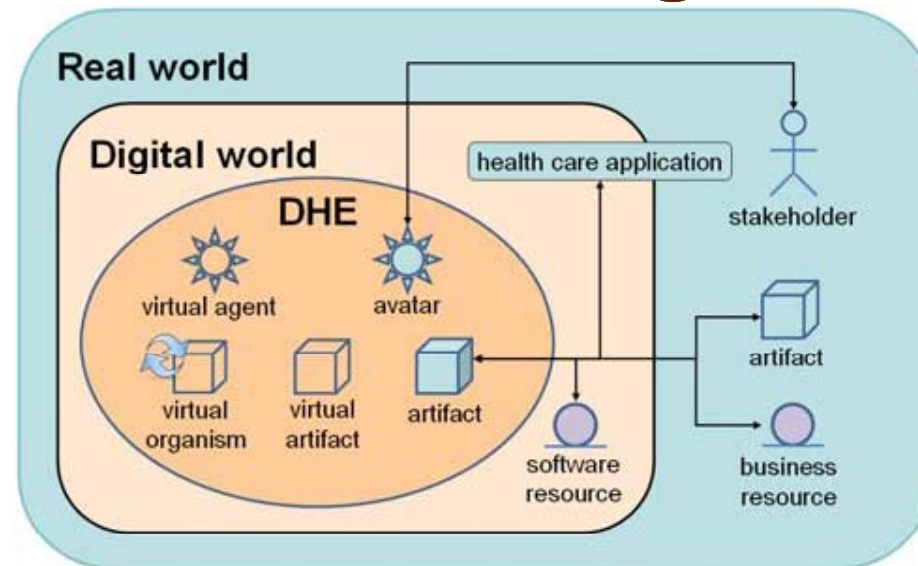 Real world
Digital world
health care application
DHE
stakeholder
virtual agent
avatar
artifact
virtual
organism
virtual
artifact
artifact
software
resource
business
resource